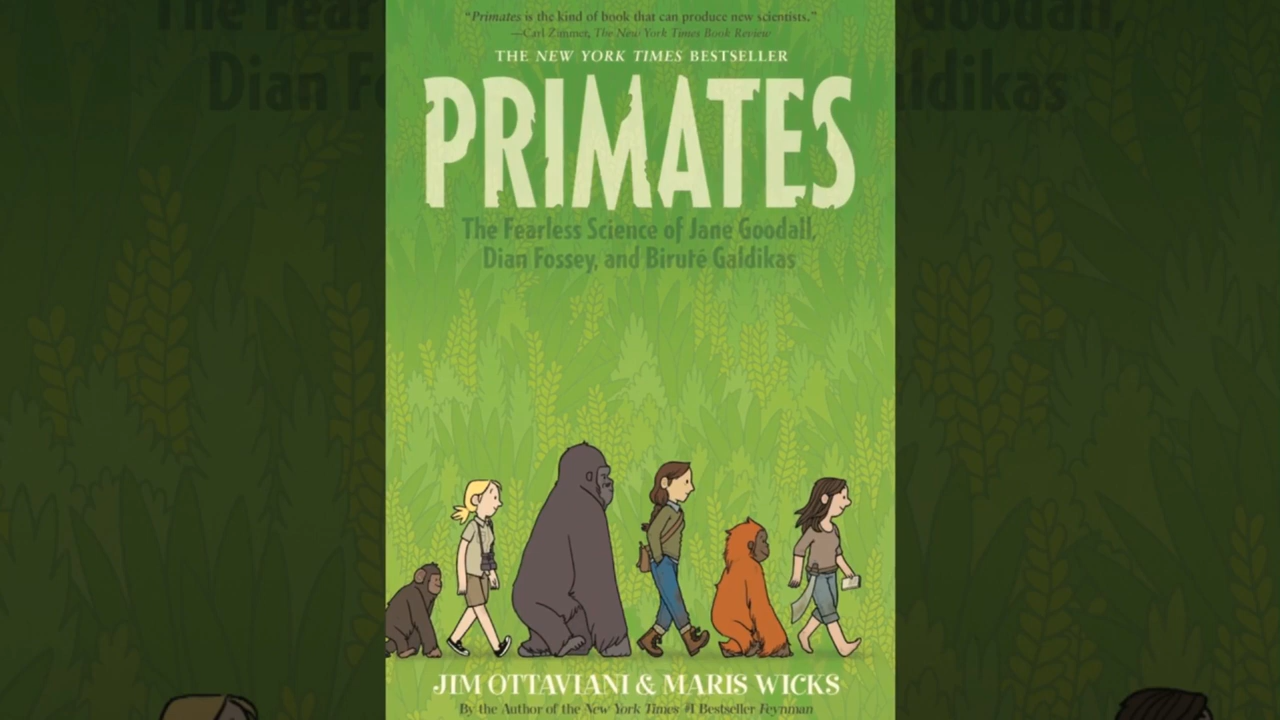 "Primates is the kind of book that can produce new scientists."
—Carl Zimmer, The New York Times Book Review
THE NEW YORK TIMES BESTSELLER
PRIMATES
The Fearless Science of Jane Goodall,
Dian Fossey, and Biruté Galdikas
JIM OTTAVIANI & MARIS WICKS
By the Author of the New York Times #1 Bestseller Feynman